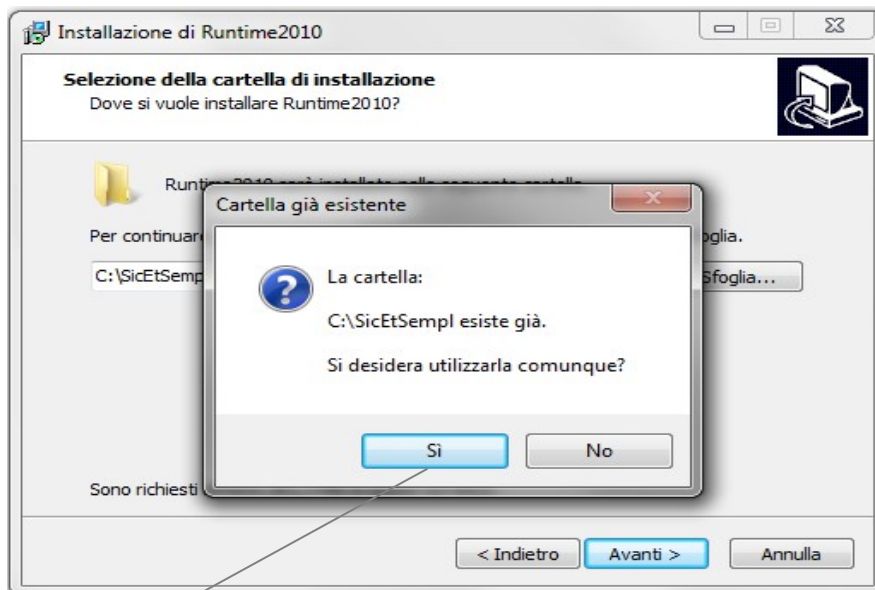 Installazione di Runtime2010
Selezione della cartella di installazione
Dove si vuole installare Runtime2010?
Cartella già esistente
Per continuare
C:\SicEtSemp
Sfoglia...
La cartella:
C:\SicEtSempl esiste già.
Si desidera utilizzarla comunque?
Sì
No
Sono richiesti
< Indietro
Avanti >
Annulla